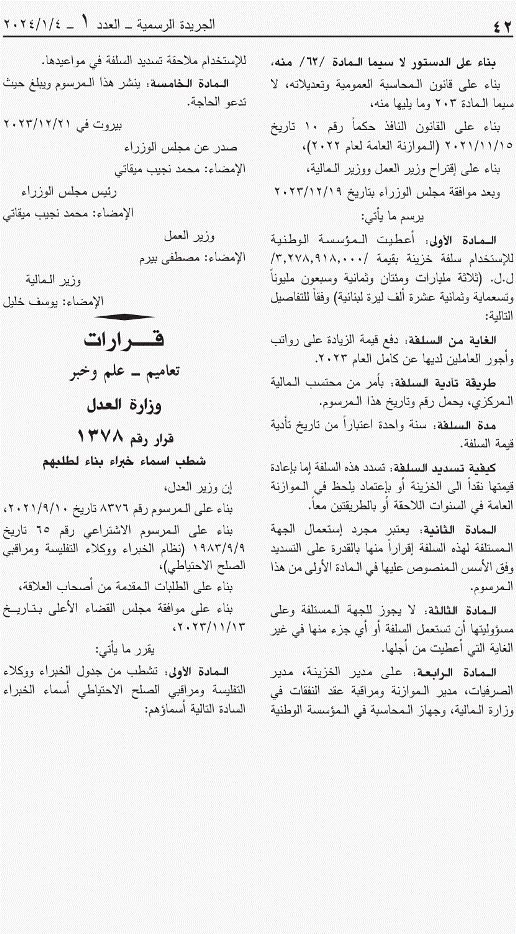 ٤٢
الجريدة الرسمية – العدد ١ – ٢٠٢٤/١/٤
بناء على الدستور لا سيما المادة /٦٢/ منه،
بناء على قانون المحاسبة العمومية وتعديلاته، لا
سيما المادة ٢٠٣ وما يليها منه،
بناء على القانون النافذ حكماً رقم ١٠ تاريخ
٢٠٢١/١١/١٥ (الموازنة العامة لعام ٢٠٢٢)،
بناء على إقتراح وزير العمل ووزير المالية،
وبعد موافقة مجلس الوزراء بتاريخ ٢٠٢٣/١٢/١٩
يرسم ما يأتي:
المادة الأولى: أعطيت المؤسسة الوطنية
للإستخدام سلفة خزينة بقيمة /٣,٢٧٨,٩١٨,٠٠٠/
ل.ل. (ثلاثة مليارات ومئتان وثمانية وسبعون مليوناً
وتسعماية وثمانية عشرة ألف ليرة لبنانية) وفقاً للتفاصيل
التالية:
الغاية من السلفة: دفع قيمة الزيادة على رواتب
وأجور العاملين لديها عن كامل العام ٢٠٢٣.
طريقة تأدية السلفة: بأمر من محتسب المالية
المركزي، يحمل رقم وتاريخ هذا المرسوم.
مدة السلفة: سنة واحدة اعتباراً من تاريخ تأدية
قيمة السلفة.
كيفية تسديد السلفة: تسدد هذه السلفة إما بإعادة
قيمتها نقداً الى الخزينة أو بإعتماد يلحظ في الموازنة
العامة في السنوات اللاحقة أو بالطريقتين معاً.
المادة الثانية: يعتبر مجرد إستعمال الجهة
المستلفة لهذه السلفة إقراراً منها بالقدرة على التسديد
وفق الأسس المنصوص عليها في المادة الأولى من هذا
المرسوم.
المادة الثالثة: لا يجوز للجهة المستلفة وعلى
مسؤوليتها أن تستعمل السلفة أو أي جزء منها في غير
الغاية التي أعطيت من أجلها.
المادة الرابعة: على مدير الخزينة، مدير
الصرفيات، مدير الموازنة ومراقبة عقد النفقات في
وزارة المالية، وجهاز المحاسبة في المؤسسة الوطنية
للإستخدام ملاحقة تسديد السلفة في مواعيدها.
المادة الخامسة: ينشر هذا المرسوم ويبلغ حيث
تدعو الحاجة.
بيروت في ٢٠٢٣/١٢/٢١
صدر عن مجلس الوزراء
الإمضاء: محمد نجيب ميقاتي
رئيس مجلس الوزراء
الإمضاء: محمد نجيب ميقاتي
وزير العمل
الإمضاء: مصطفى بيرم
وزير المالية
الإمضاء: يوسف خليل
قرارات
تعاميم – علم وخبر
وزارة العدل
قرار رقم ١٣٧٨
شطب اسماء خبراء بناء لطلبهم
إن وزير العدل،
بناء على المرسوم رقم ٨٣٧٦ تاريخ ٢٠٢١/٩/١٠،
بناء على المرسوم الاشتراعي رقم ٦٥ تاريخ
١٩٨٣/٩/٩ (نظام الخبراء ووكلاء التفليسة ومراقبي
الصلح الاحتياطي)،
بناء على الطلبات المقدمة من أصحاب العلاقة،
بناء على موافقة مجلس القضاء الأعلى بتاريخ
٢٠٢٣/١١/١٣،
يقرر ما يأتي:
المادة الأولى: تشطب من جدول الخبراء ووكلاء
التفليسة ومراقبي الصلح الاحتياطي أسماء الخبراء
السادة التالية أسماؤهم: